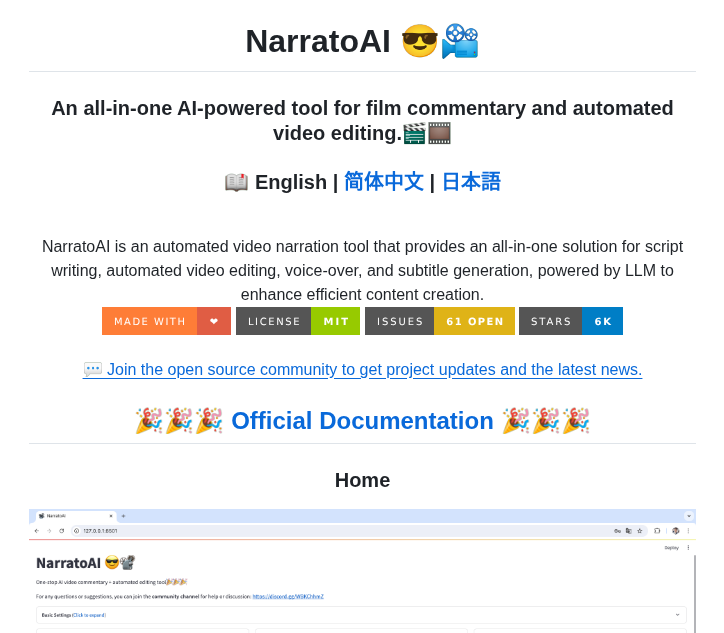 NarratoAI 😎📽️
An all-in-one AI-powered tool for film commentary and automated
video editing.🎬🎞️
📖 English | 简体中文 | 日本語
NarratoAI is an automated video narration tool that provides an all-in-one solution for script
writing, automated video editing, voice-over, and subtitle generation, powered by LLM to
enhance efficient content creation.
MADE WITH ❤ LICENSE MIT ISSUES 61 OPEN STARS 6K
💬 Join the open source community to get project updates and the latest news.
🎉🎉🎉 Official Documentation 🎉🎉🎉
Home
NarratoAI
127.0.0.1:8501
Deploy
NarratoAI 😎📽️
One-stop AI video commentary + automated editing tool🎉🎉🎉
For any questions or suggestions, you can join the community channel for help or discussion:
Basic Settings (Click to expand)